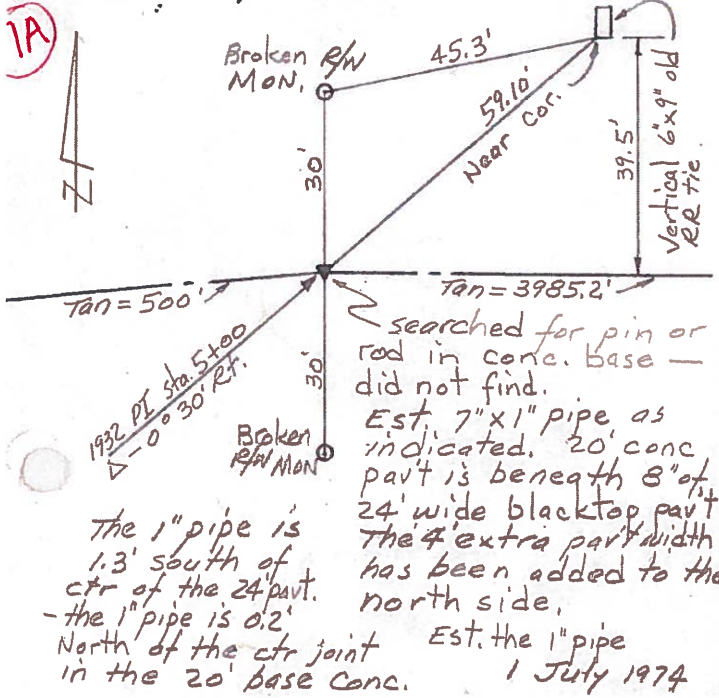 1A
Broken R/W
MON.
45.3'
59.10'
Near Cor.
39.5'
Vertical 6"x9" old
RR tie.
N
30'
Tan = 500'
Tan = 3985.2'
1932 PI sta. 5+00
△ - 0° 30' Rt.
30'
Broken
R/W MON
searched for pin or
rod in conc. base —
did not find.
Est. 7" x 1" pipe as
indicated. 20' conc
pav't is beneath 8" of
24' wide blacktop pav't
The 4' extra pav't width
has been added to the
north side.
Est. the 1" pipe
1 July 1974
The 1" pipe is
1.3' south of
ctr of the 24' pavt.
- the 1" pipe is 0.2'
North of the ctr joint
in the 20' base conc.